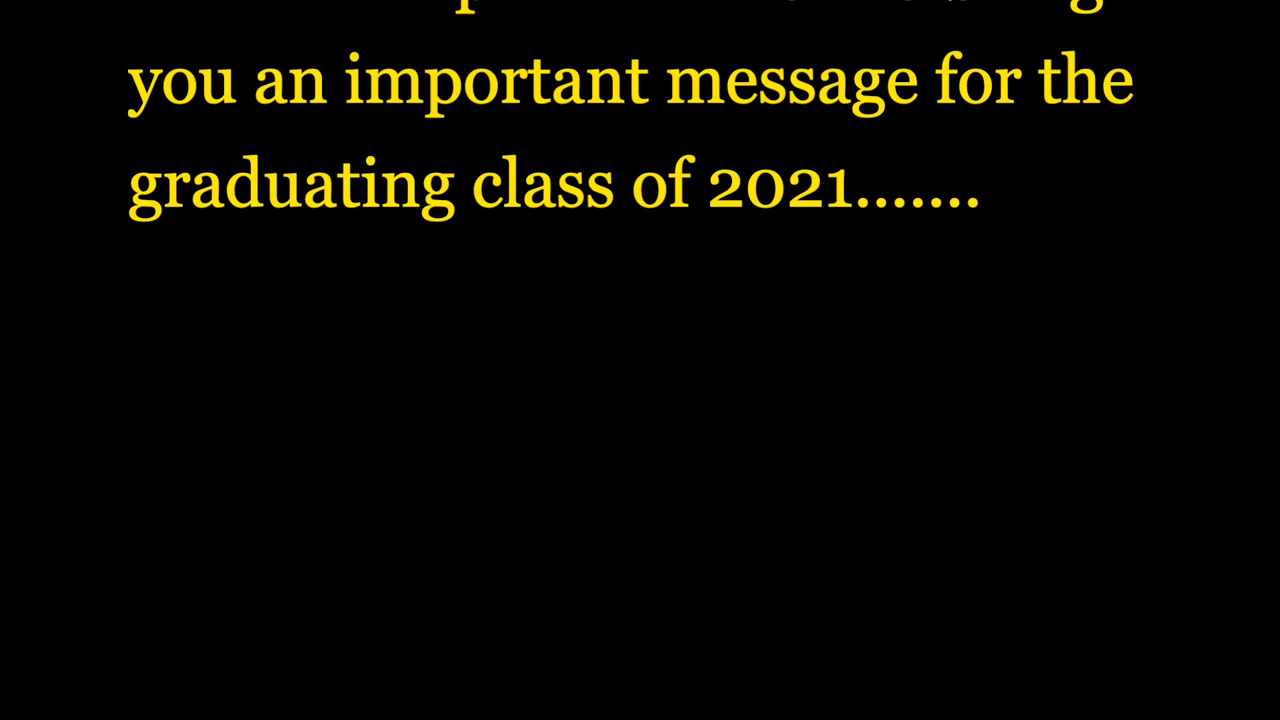 you an important message for the
graduating class of 2021.......